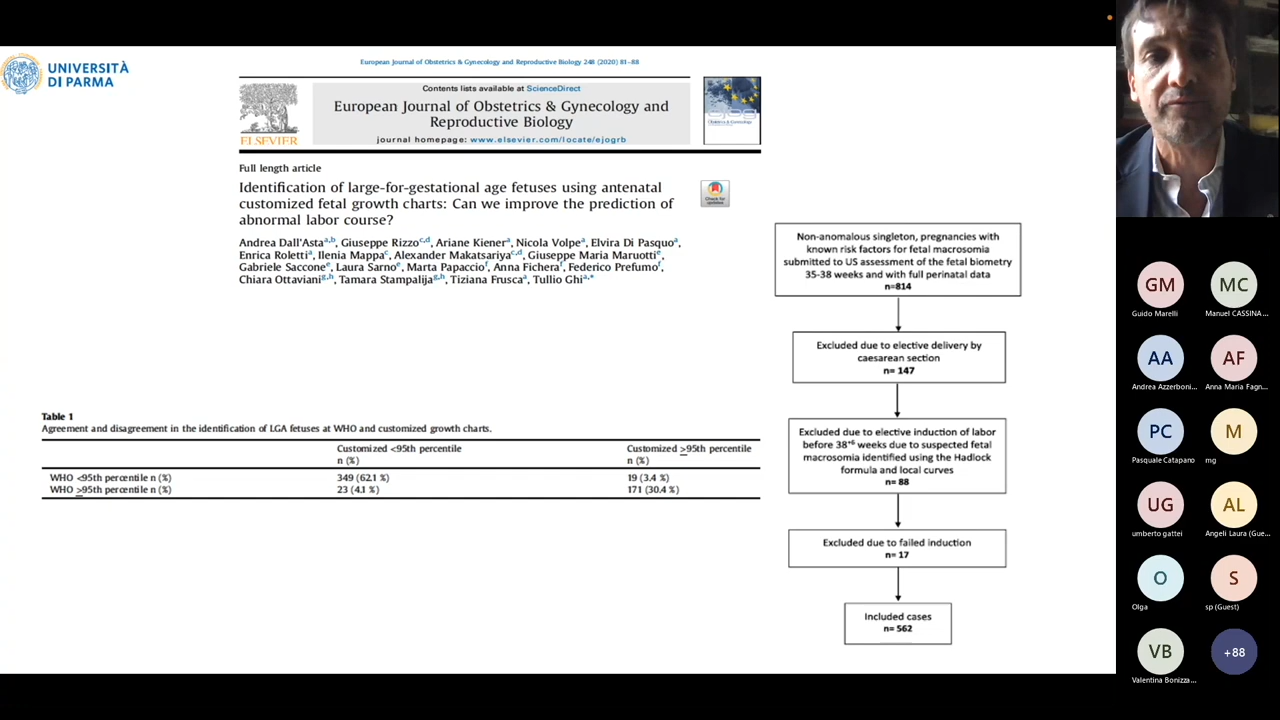 UNIVERSITÀ
DI PARMA
European Journal of Obstetrics & Gynecology and Reproductive Biology 248 (2020) 81–88
Contents lists available at ScienceDirect
European Journal of Obstetrics & Gynecology and
Reproductive Biology
journal homepage: www.elsevier.com/locate/ejogrb
ELSEVIER
Full length article
Identification of large-for-gestational age fetuses using antenatal
customized fetal growth charts: Can we improve the prediction of
abnormal labor course?
Check for
updates
Andrea Dall'Asta a,b, Giuseppe Rizzo c,d, Ariane Kiener a, Nicola Volpe a, Elvira Di Pasquo a,
Enrica Roletti a, Ilenia Mappa c, Alexander Makatsariya c,d, Giuseppe Maria Maruotti e,
Gabriele Saccone e, Laura Sarno e, Marta Papaccio f, Anna Fichera f, Federico Prefumo f,
Chiara Ottaviani g,h, Tamara Stampalija g,h, Tiziana Frusca a, Tullio Ghi a,*
Table 1
Agreement and disagreement in the identification of LGA fetuses at WHO and customized growth charts.
Customized <95th percentile
n (%)
Customized ≥95th percentile
n (%)
WHO <95th percentile n (%) 349 (62.1 %) 19 (3.4 %)
WHO ≥95th percentile n (%) 23 (4.1 %) 171 (30.4 %)
Non-anomalous singleton, pregnancies with
known risk factors for fetal macrosomia
submitted to US assessment of the fetal biometry
35-38 weeks and with full perinatal data
n=814
Excluded due to elective delivery by
caesarean section
n= 147
Excluded due to elective induction of labor
before 38+6 weeks due to suspected fetal
macrosomia identified using the Hadlock
formula and local curves
n= 88
Excluded due to failed induction
n= 17
Included cases
n= 562
GM
Guido Marelli
MC
Manuel CASSINA...
AA
Andrea Azzerboni...
AF
Anna Maria Fagn...
PC
Pasquale Catapano
M
mg
UG
umberto gattei
AL
Angeli Laura (Gue...
O
Olga
S
sp (Guest)
VB
Valentina Bonizza...
+88